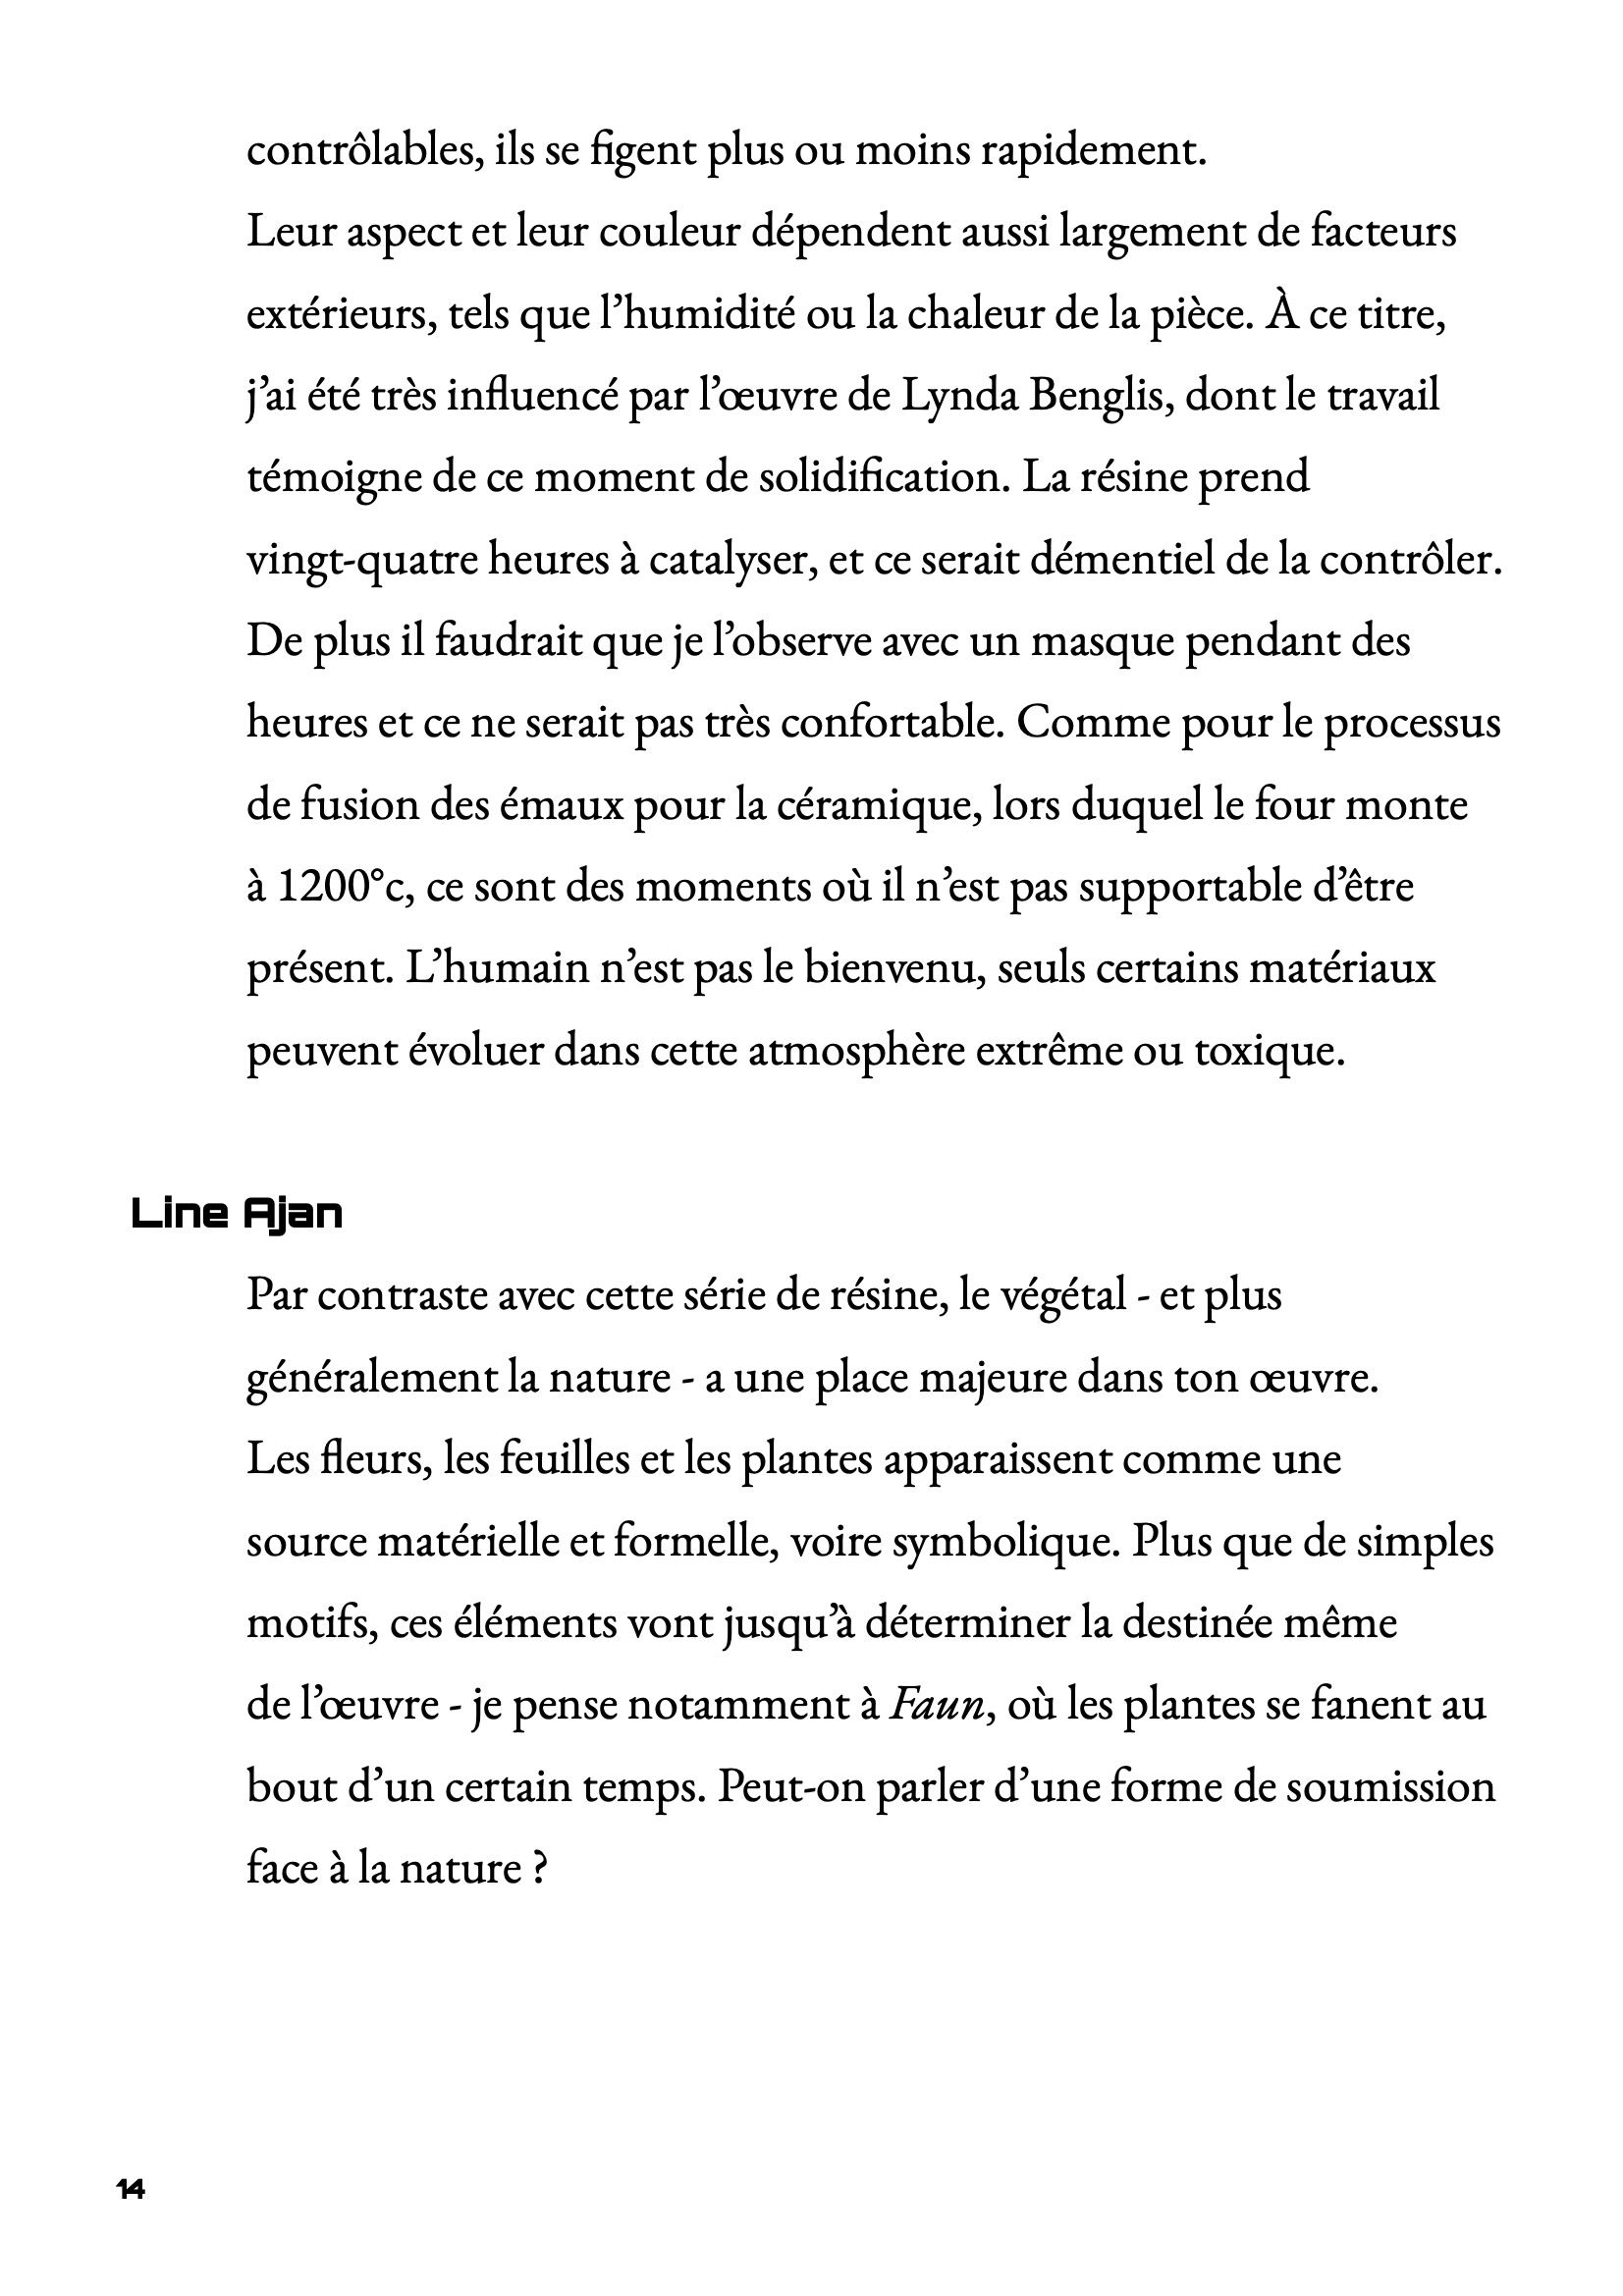 contrôlables, ils se figent plus ou moins rapidement.
Leur aspect et leur couleur dépendent aussi largement de facteurs
extérieurs, tels que l’humidité ou la chaleur de la pièce. À ce titre,
j’ai été très influencé par l’œuvre de Lynda Benglis, dont le travail
témoigne de ce moment de solidification. La résine prend
vingt-quatre heures à catalyser, et ce serait démentiel de la contrôler.
De plus il faudrait que je l’observe avec un masque pendant des
heures et ce ne serait pas très confortable. Comme pour le processus
de fusion des émaux pour la céramique, lors duquel le four monte
à 1200°c, ce sont des moments où il n’est pas supportable d’être
présent. L’humain n’est pas le bienvenu, seuls certains matériaux
peuvent évoluer dans cette atmosphère extrême ou toxique.
Line Ajan
Par contraste avec cette série de résine, le végétal - et plus
généralement la nature - a une place majeure dans ton œuvre.
Les fleurs, les feuilles et les plantes apparaissent comme une
source matérielle et formelle, voire symbolique. Plus que de simples
motifs, ces éléments vont jusqu’à déterminer la destinée même
de l’œuvre - je pense notamment à Faun, où les plantes se fanent au
bout d’un certain temps. Peut-on parler d’une forme de soumission
face à la nature ?
14